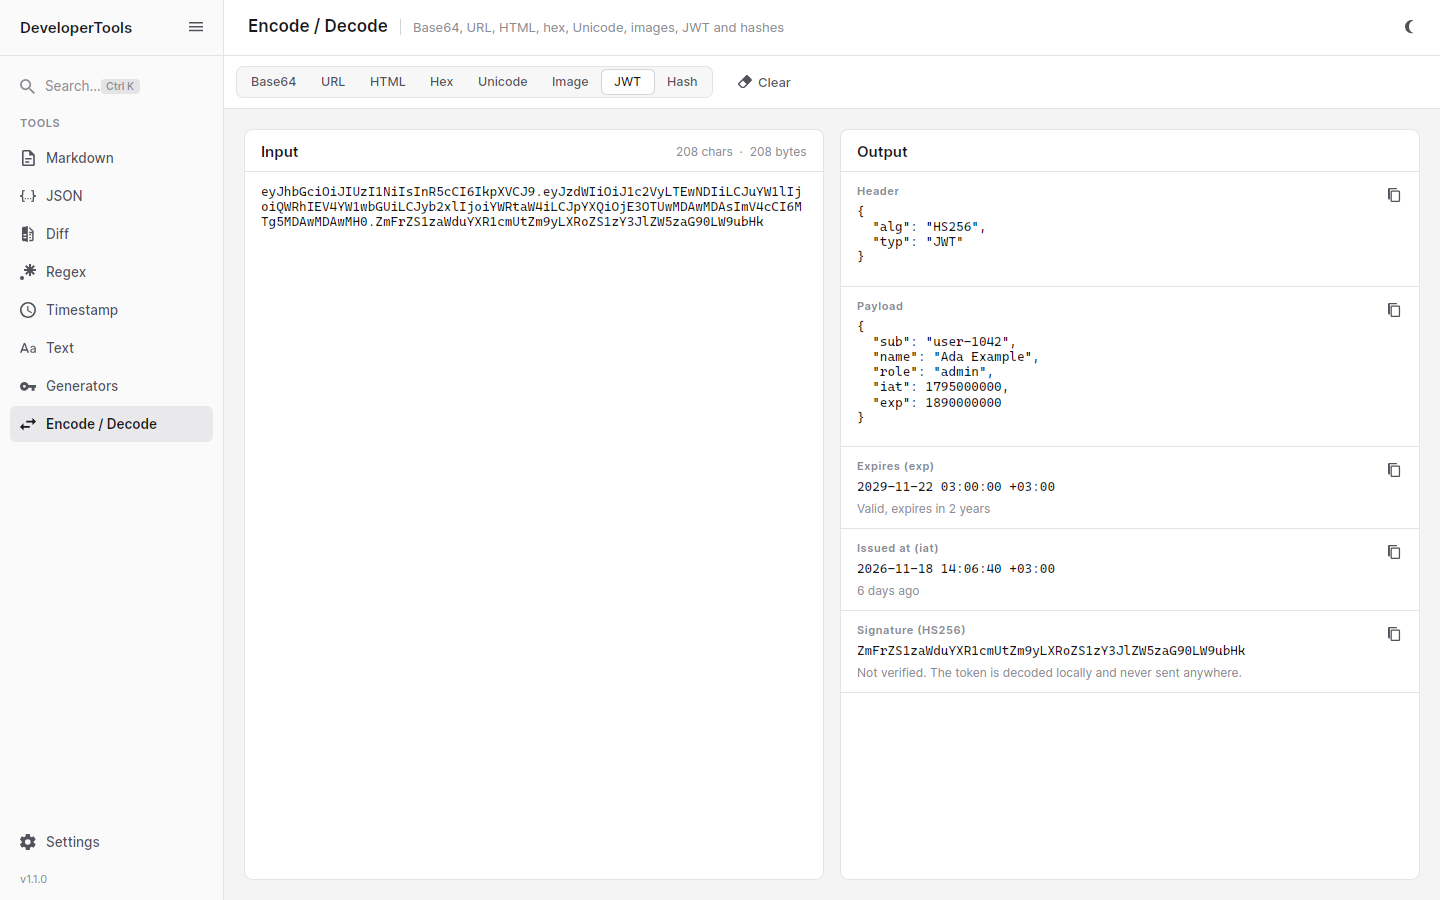 DeveloperTools
Search...
Ctrl K
TOOLS
Markdown
JSON
Diff
Regex
Timestamp
Text
Generators
Encode / Decode
Settings
v1.1.0
Encode / Decode
Base64, URL, HTML, hex, Unicode, images, JWT and hashes
Base64
URL
HTML
Hex
Unicode
Image
JWT
Hash
Clear
Input
208 chars · 208 bytes
eyJhbGciOiJIUzI1NiIsInR5cCI6IkpXVCJ9.eyJzdWIiOiJ1c2VyLTEwNDIiLCJuYW1lIj
oiQWRhIEV4YW1wbGUiLCJyb2xlIjoiYWRtaW4iLCJpYXQiOjE3OTUwMDAwMDAsImV4cCI6M
Tg5MDAwMDAwMH0.ZmFrZS1zaWduYXR1cmUtZm9yLXRoZS1zY3JlZW5zaG90LW9ubHk
Output
Header
{
"alg": "HS256",
"typ": "JWT"
}
Payload
{
"sub": "user-1042",
"name": "Ada Example",
"role": "admin",
"iat": 1795000000,
"exp": 1890000000
}
Expires (exp)
2029-11-22 03:00:00 +03:00
Valid, expires in 2 years
Issued at (iat)
2026-11-18 14:06:40 +03:00
6 days ago
Signature (HS256)
ZmFrZS1zaWduYXR1cmUtZm9yLXRoZS1zY3JlZW5zaG90LW9ubHk
Not verified. The token is decoded locally and never sent anywhere.